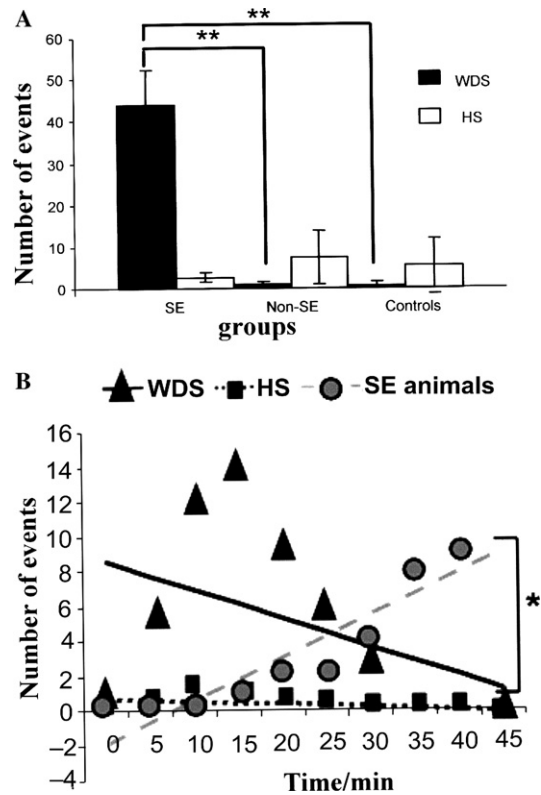 A
**
**
Number of events
60
50
40
30
20
10
0
WDS
HS
SE
Non-SE
Controls
groups
B
WDS
HS
SE animals
Number of events
16
14
12
10
8
6
4
2
0
−2
−4
*
0 5 10 15 20 25 30 35 40 45
Time/min